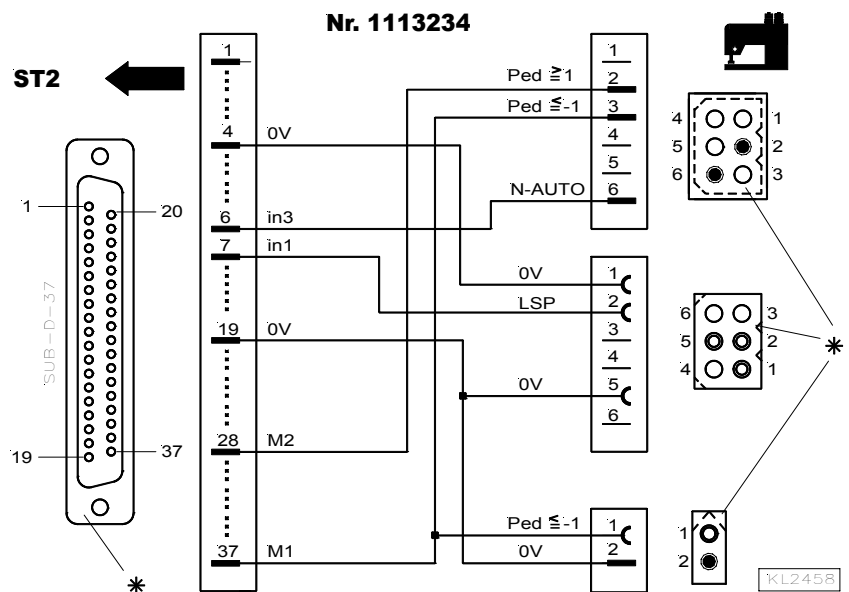 Nr. 1113234
ST2
1
4 0V
6 in3
7 in1
19 0V
28 M2
37 M1
1
20
19
37
SUB-D-37
1
Ped ≧1 2
Ped ≦-1 3
4
5
N-AUTO 6
0V 1
LSP 2
3
4
0V 5
6
Ped ≦-1 1
0V 2
4 1
5 2
6 3
6 3
5 2
4 1
1
2
*
*
KL2458